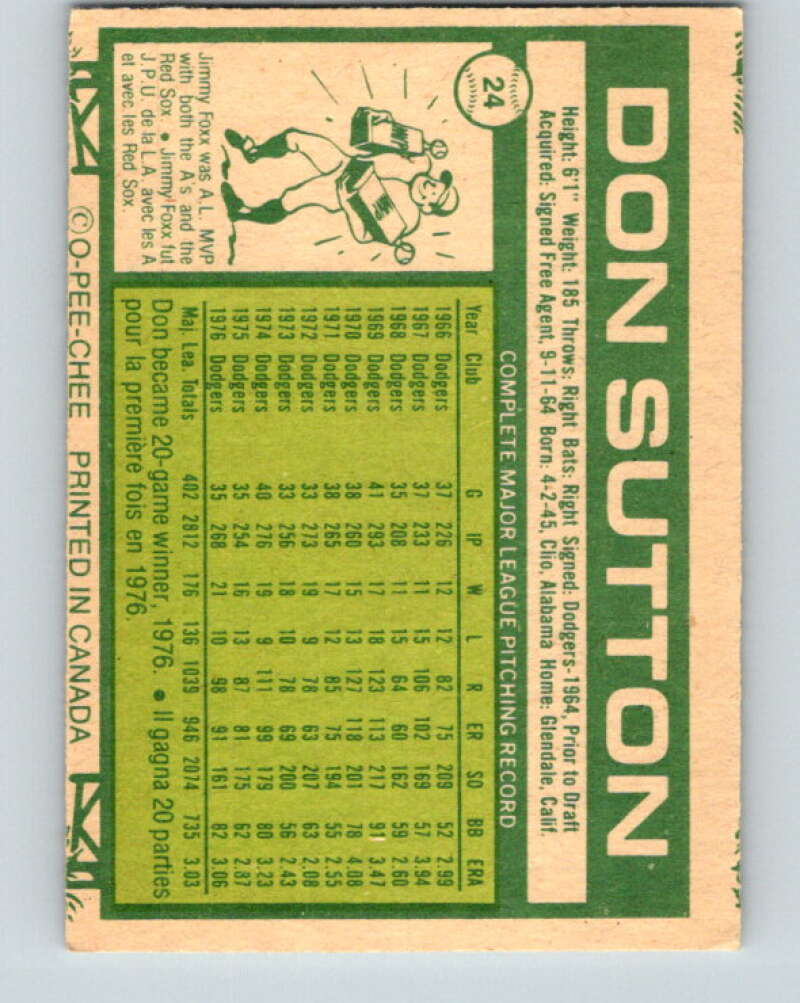 DON SUTTON
Height: 6'1" Weight: 185 Throws: Right Bats: Right Signed: Dodgers-1964, Prior to Draft
Acquired: Signed Free Agent, 9-11-64 Born: 4-2-45, Clio, Alabama Home: Glendale, Calif.
24
COMPLETE MAJOR LEAGUE PITCHING RECORD
Year Club G IP W L R ER SO BB ERA
1966 Dodgers 37 226 12 12 82 75 209 52 2.99
1967 Dodgers 37 233 11 15 106 102 169 57 3.94
1968 Dodgers 35 208 11 15 64 60 162 59 2.60
1969 Dodgers 41 293 17 18 123 113 217 91 3.47
1970 Dodgers 38 260 15 13 127 118 201 78 4.08
1971 Dodgers 38 265 17 12 85 75 194 55 2.55
1972 Dodgers 33 273 19 9 78 63 207 63 2.08
1973 Dodgers 33 256 18 10 78 69 200 56 2.43
1974 Dodgers 40 276 19 9 111 99 179 80 3.23
1975 Dodgers 35 254 16 13 87 81 175 62 2.87
1976 Dodgers 35 268 21 10 98 91 161 82 3.06
Maj. Lea. Totals 402 2812 176 136 1039 946 2074 735 3.03
Don became 20-game winner, 1976. • Il gagna 20 parties
pour la première fois en 1976.
MVP
MVP
Jimmy Foxx was A.L. MVP
with both the A's and the
Red Sox. • Jimmy Foxx fut
J.P.U. de la L.A. avec les A
et avec les Red Sox.
© O-PEE-CHEE PRINTED IN CANADA